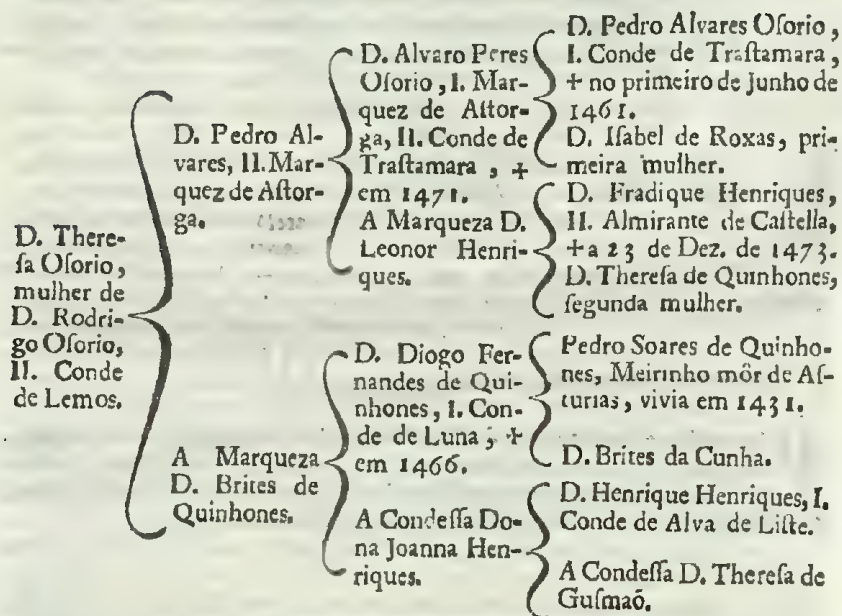 D. There-
ſa Oſorio,
mulher de
D. Rodri-
go Oſorio,
II. Conde
de Lemos.
D. Pedro Al-
vares, II. Mar-
quez de Aſtor-
ga.
A Marqueza
D. Brites de
Quinhones.
D. Alvaro Peres
Oſorio, I. Mar-
quez de Aſtor-
ga, II. Conde de
Traſtamara, +
em 1471.
A Marqueza D.
Leonor Henri-
ques.
D. Diogo Fer-
nandes de Qui-
nhones, I. Con-
de de Luna, +
em 1466.
A Condeſſa Do-
na Joanna Hen-
riques.
D. Pedro Alvares Oſorio,
I. Conde de Traſtamara,
+ no primeiro de Junho de
1461.
D. Iſabel de Roxas, pri-
meira mulher.
D. Fradique Henriques,
II. Almirante de Caſtella,
+ a 23 de Dez. de 1473.
D. Thereſa de Quinhones,
ſegunda mulher.
Pedro Soares de Quinho-
nes, Meirinho môr de Aſ-
turias, vivia em 1431.
D. Brites da Cunha.
D. Henrique Henriques, I.
Conde de Alva de Liſte.
A Condeſſa D. Thereſa de
Guſmaõ.